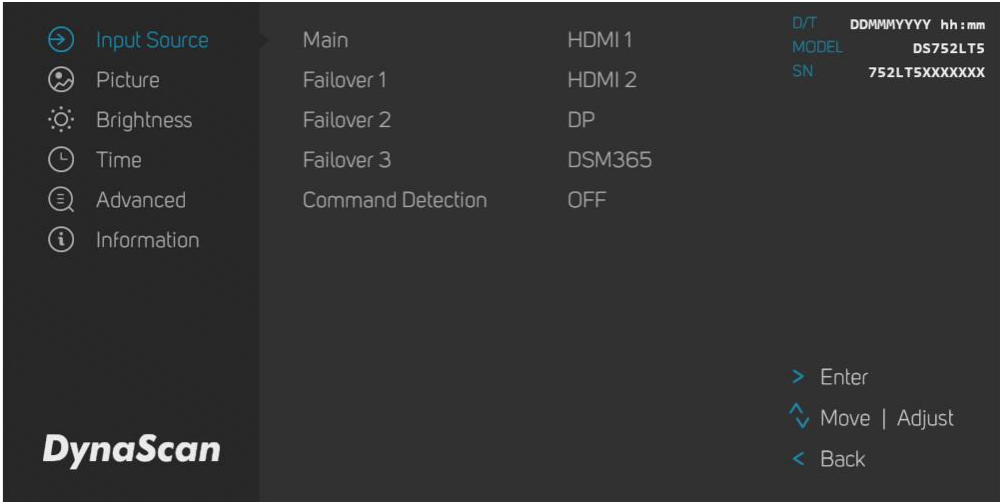 Input Source
Picture
Brightness
Time
Advanced
Information
DynaScan
Main HDMI 1
Failover 1 HDMI 2
Failover 2 DP
Failover 3 DSM365
Command Detection OFF
D/T DDMMMYYYY hh:mm
MODEL DS752LT5
SN 752LT5XXXXXXX
> Enter
Move | Adjust
< Back